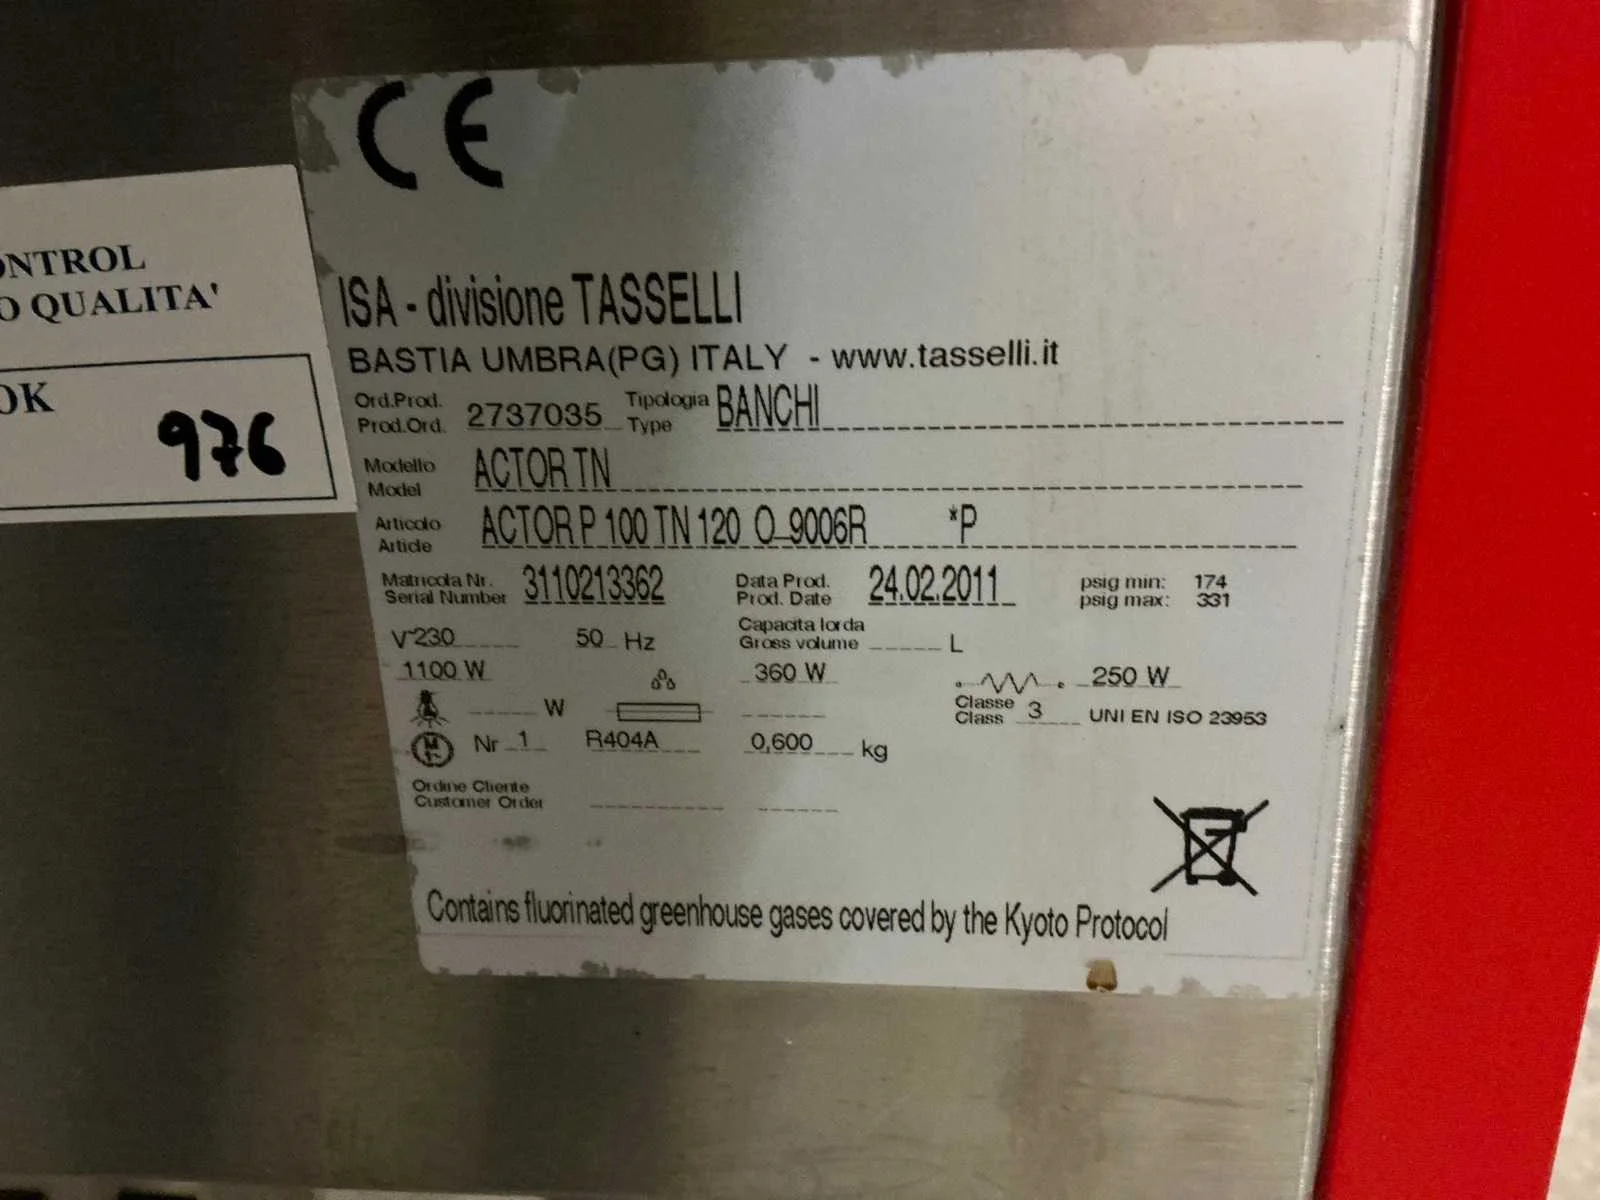 CE
ONTROL
O QUALITA'
OK
976
ISA - divisione TASSELLI
BASTIA UMBRA(PG) ITALY - www.tasselli.it
Ord.Prod.
Prod.Ord. 2737035 Tipologia
Type BANCHI
Modello
Model ACTOR TN
Articolo
Article ACTOR P 100 TN 120 O 9006R *P
Matricola Nr.
Serial Number 3110213362 Data Prod.
Prod. Date 24.02.2011 psig min: 174
psig max: 331
V~230 50 Hz Capacita lorda
Gross volume L
1100 W 360 W 250 W
W Classe
Class 3 UNI EN ISO 23953
Nr 1 R404A 0,600 kg
Ordine Cliente
Customer Order
Contains fluorinated greenhouse gases covered by the Kyoto Protocol